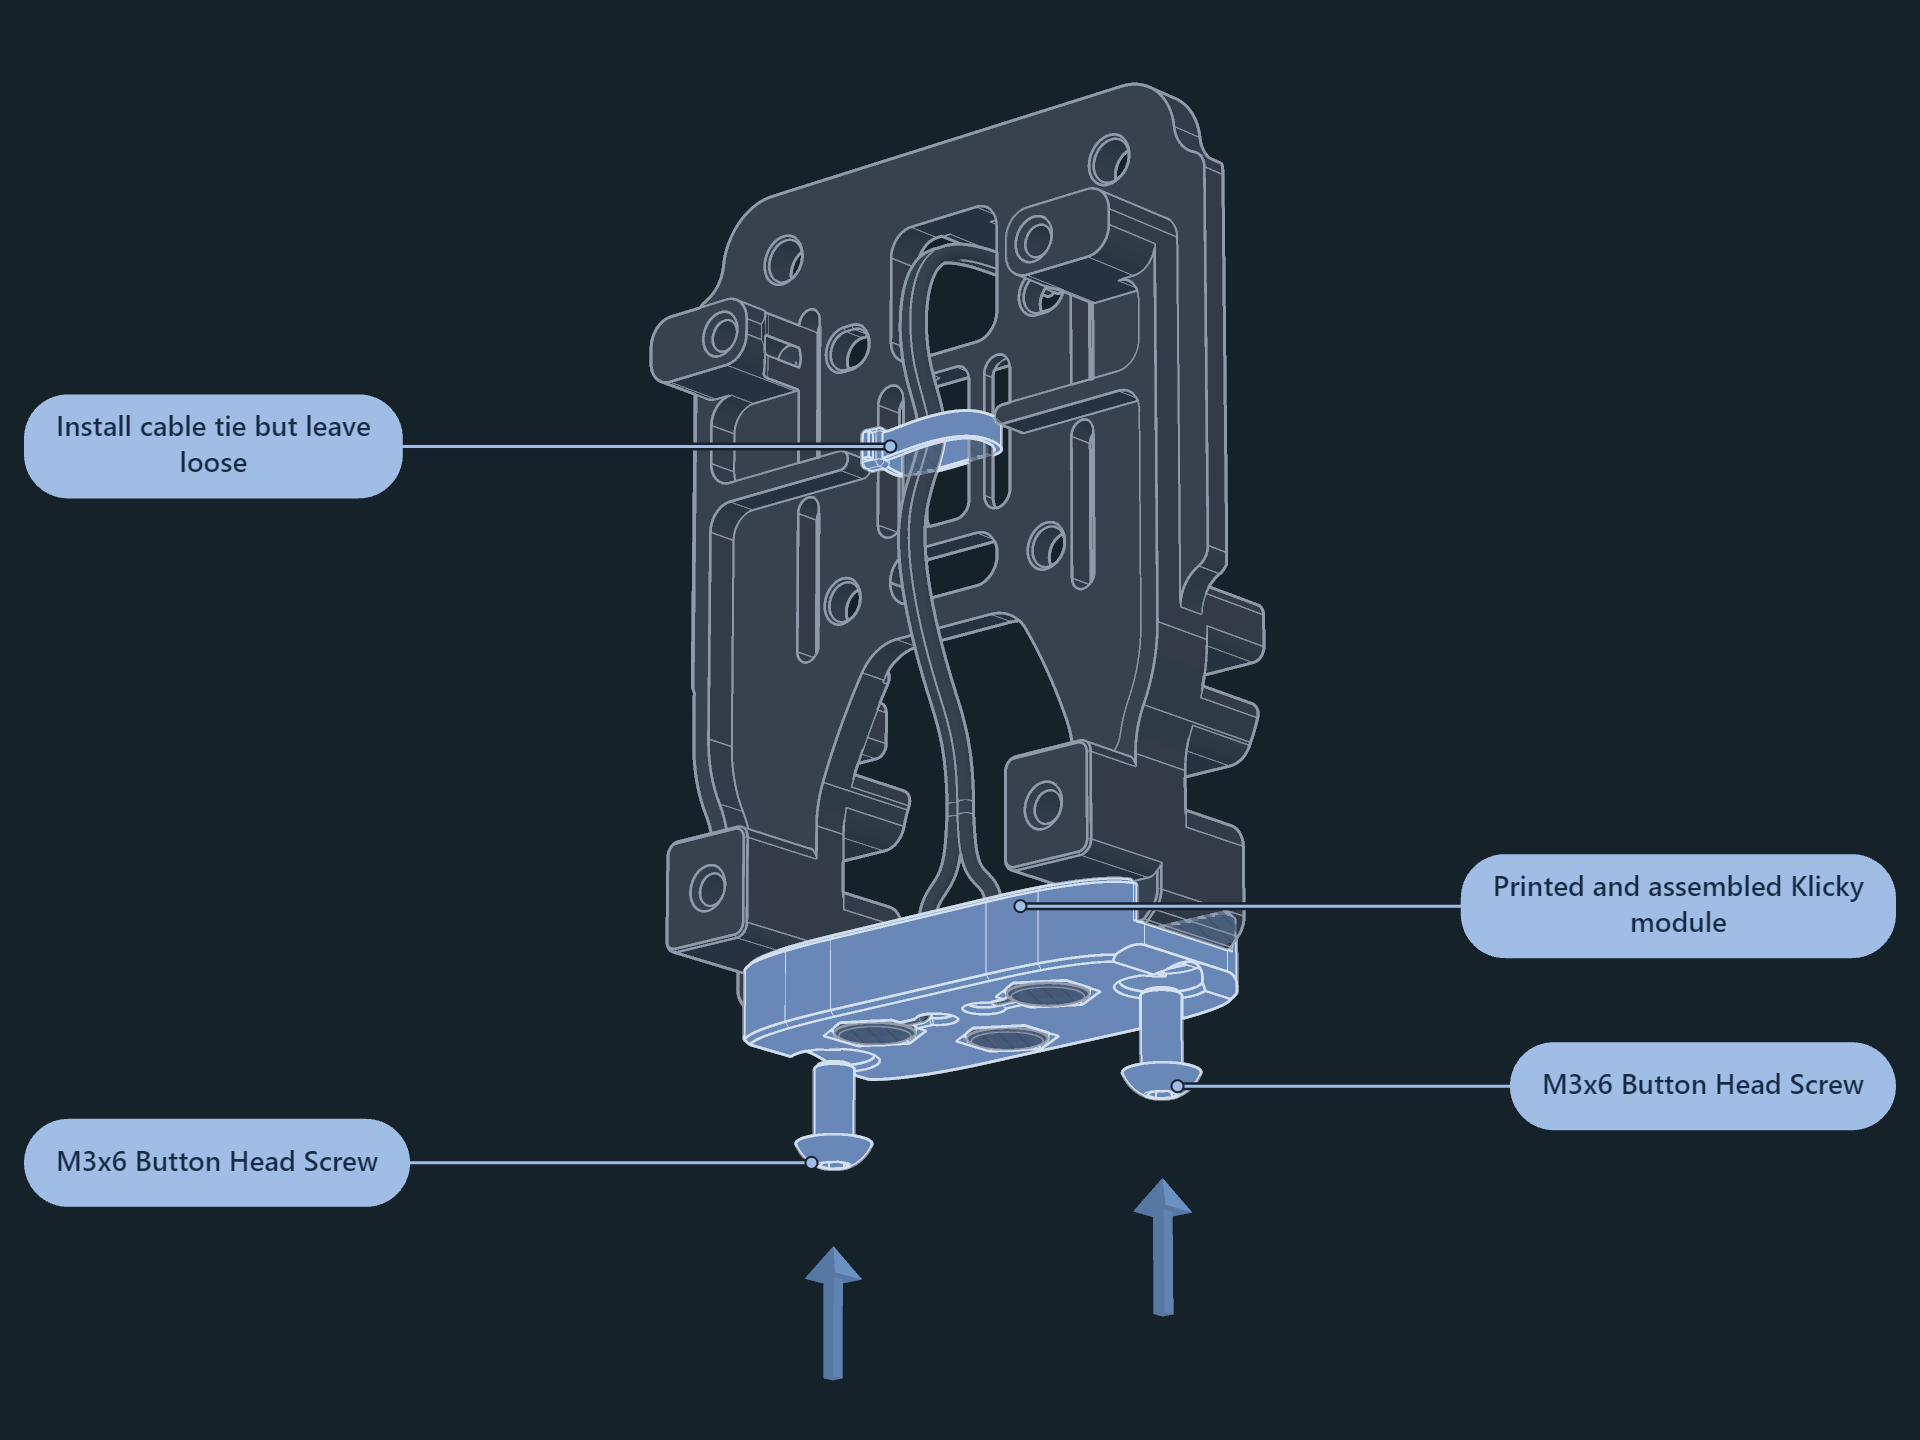 Install cable tie but leave
loose
Printed and assembled Klicky
module
M3x6 Button Head Screw
M3x6 Button Head Screw